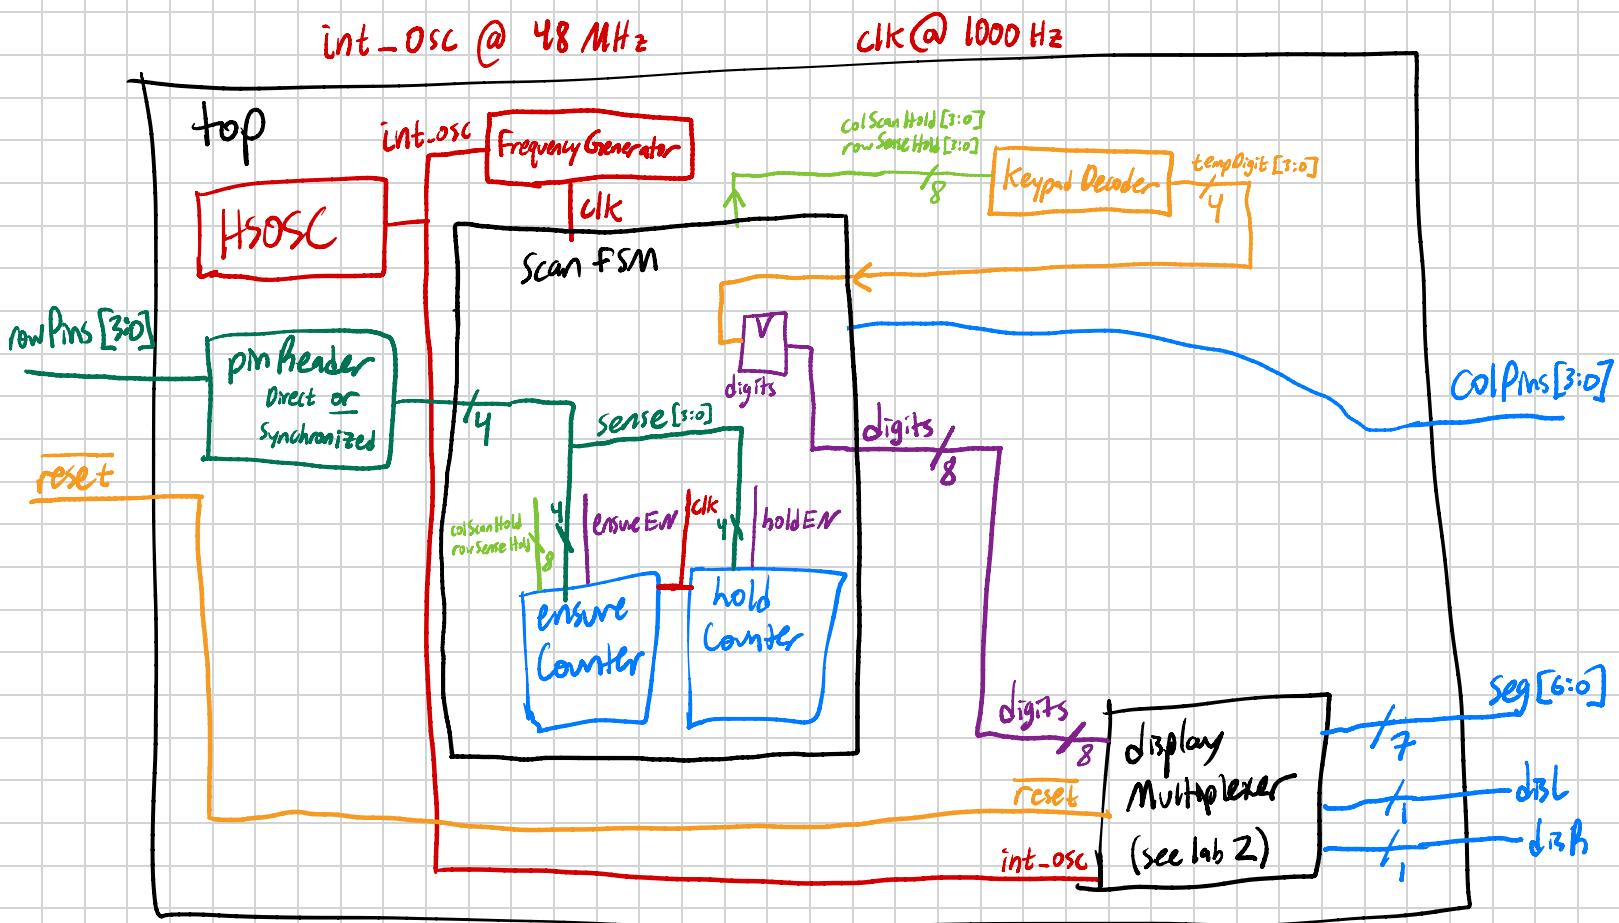 int_osc @ 48 MHz
clk @ 1000 Hz
top
int_osc
Frequency Generator
clk
HSOSC
colScanHold [3:0]
rowSenseHold [3:0]
8
Keypad Decoder
tempDigit [3:0]
4
Scan FSM
rowPins [3:0]
pinReader
Direct or
Synchronized
4
sense [3:0]
digits
digits
8
colPins [3:0]
reset
colScanHold
rowSenseHold
8
4
ensureEN
clk
4
holdEN
ensure
Counter
hold
Counter
digits
8
reset
int_osc
display
Multiplexer
(see lab 2)
seg [6:0]
7
disL
1
disR
1